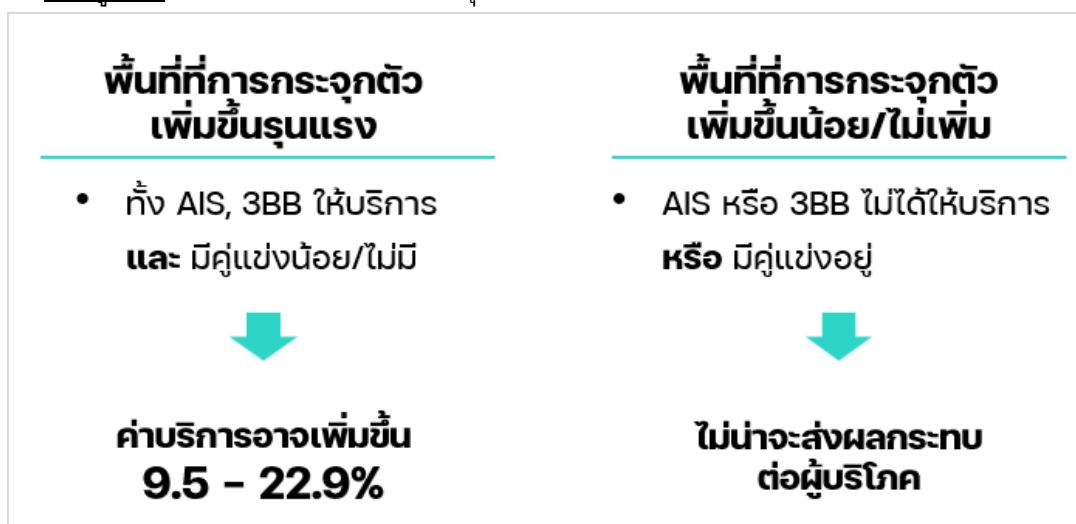 พื้นที่ที่การกระจุกตัว
เพิ่มขึ้นรุนแรง
• ทั้ง AIS, 3BB ให้บริการ
และ มีคู่แข่งน้อย/ไม่มี
ค่าบริการอาจเพิ่มขึ้น
9.5 – 22.9%
พื้นที่ที่การกระจุกตัว
เพิ่มขึ้นน้อย/ไม่เพิ่ม
• AIS หรือ 3BB ไม่ได้ให้บริการ
หรือ มีคู่แข่งอยู่
ไม่น่าจะส่งผลกระทบ
ต่อผู้บริโภค